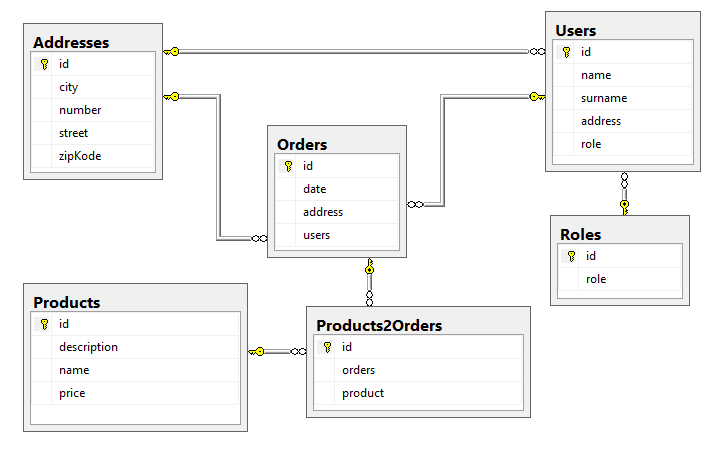 Addresses
id
city
number
street
zipKode
Users
id
name
surname
address
role
Orders
id
date
address
users
Roles
id
role
Products
id
description
name
price
Products2Orders
id
orders
product